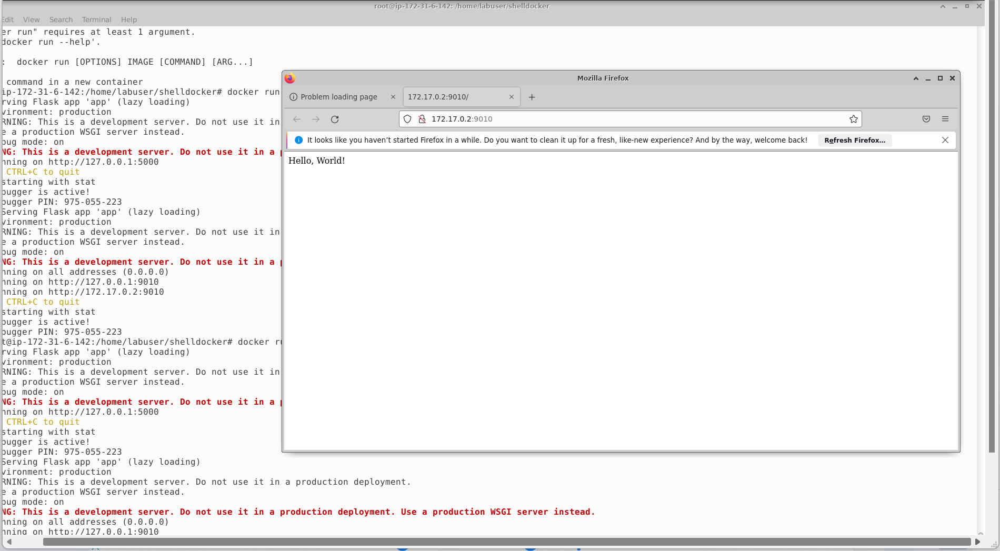 root@ip-172-31-6-142: /home/labuser/shelldocker
Edit View Search Terminal Help
er run" requires at least 1 argument.
docker run --help'.
: docker run [OPTIONS] IMAGE [COMMAND] [ARG...]
command in a new container
ip-172-31-6-142:/home/labuser/shelldocker# docker run
rving Flask app 'app' (lazy loading)
vironment: production
RNING: This is a development server. Do not use it in
e a production WSGI server instead.
bug mode: on
NG: This is a development server. Do not use it in a p
nning on http://127.0.0.1:5000
CTRL+C to quit
starting with stat
bugger is active!
bugger PIN: 975-055-223
Serving Flask app 'app' (lazy loading)
vironment: production
RNING: This is a development server. Do not use it in
e a production WSGI server instead.
bug mode: on
NG: This is a development server. Do not use it in a p
nning on all addresses (0.0.0.0)
nning on http://127.0.0.1:9010
nning on http://172.17.0.2:9010
CTRL+C to quit
starting with stat
bugger is active!
bugger PIN: 975-055-223
t@ip-172-31-6-142:/home/labuser/shelldocker# docker ru
rving Flask app 'app' (lazy loading)
vironment: production
RNING: This is a development server. Do not use it in
e a production WSGI server instead.
bug mode: on
NG: This is a development server. Do not use it in a p
nning on http://127.0.0.1:5000
CTRL+C to quit
starting with stat
bugger is active!
bugger PIN: 975-055-223
Serving Flask app 'app' (lazy loading)
vironment: production
RNING: This is a development server. Do not use it in a production deployment.
e a production WSGI server instead.
bug mode: on
NG: This is a development server. Do not use it in a production deployment. Use a production WSGI server instead.
nning on all addresses (0.0.0.0)
nning on http://127.0.0.1:9010
Mozilla Firefox
Problem loading page
172.17.0.2:9010/
172.17.0.2:9010
It looks like you haven’t started Firefox in a while. Do you want to clean it up for a fresh, like-new experience? And by the way, welcome back! Refresh Firefox…
Hello, World!